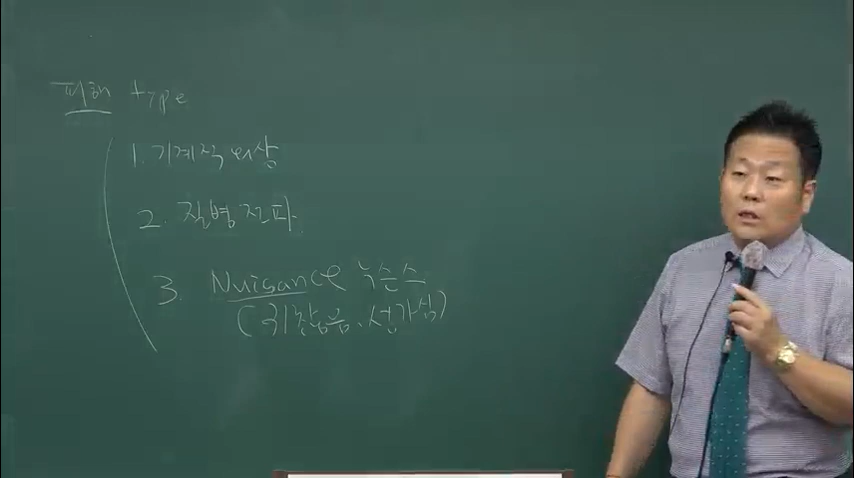 피해 type
1. 기계적 외상
2. 질병전파
3. Nuisance 뉴슨스
(귀찮음, 성가심)